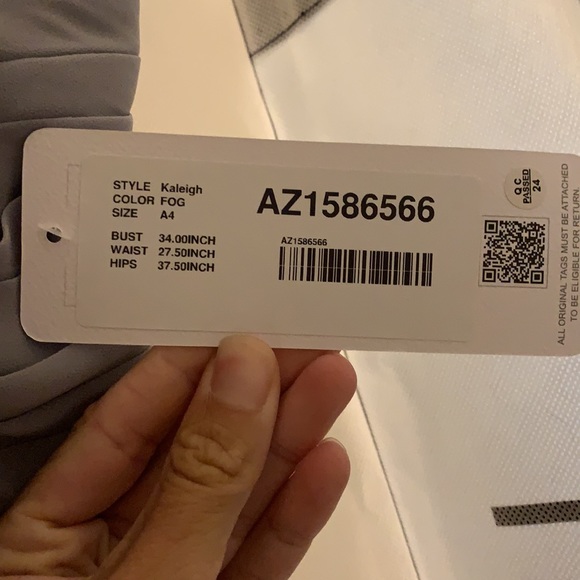 STYLE Kaleigh
COLOR FOG
SIZE A4
BUST 34.00INCH
WAIST 27.50INCH
HIPS 37.50INCH
AZ1586566
AZ1586566
QC
PASSED
24
ALL ORIGINAL TAGS MUST BE ATTACHED
TO BE ELIGIBLE FOR RETURN.